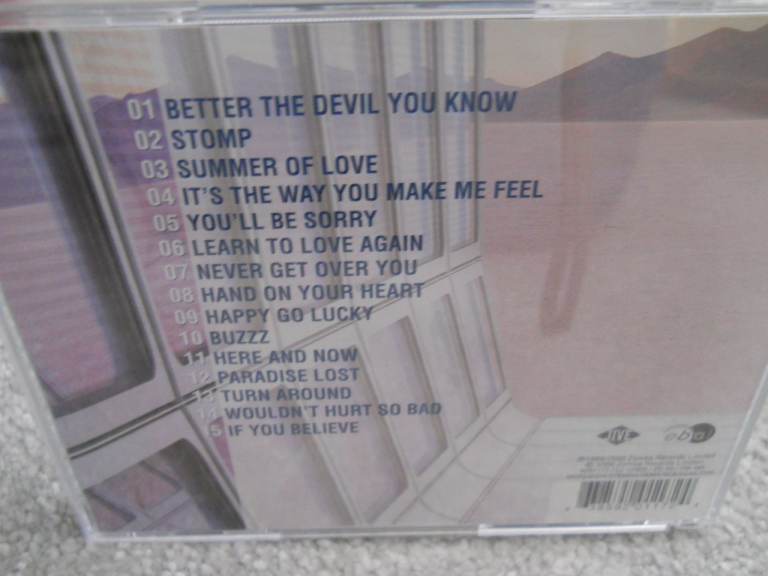 01 BETTER THE DEVIL YOU KNOW
02 STOMP
03 SUMMER OF LOVE
04 IT'S THE WAY YOU MAKE ME FEEL
05 YOU'LL BE SORRY
06 LEARN TO LOVE AGAIN
07 NEVER GET OVER YOU
08 HAND ON YOUR HEART
09 HAPPY GO LUCKY
10 BUZZZ
11 HERE AND NOW
12 PARADISE LOST
13 TURN AROUND
14 WOULDN'T HURT SO BAD
15 IF YOU BELIEVE
JIVE
ebul